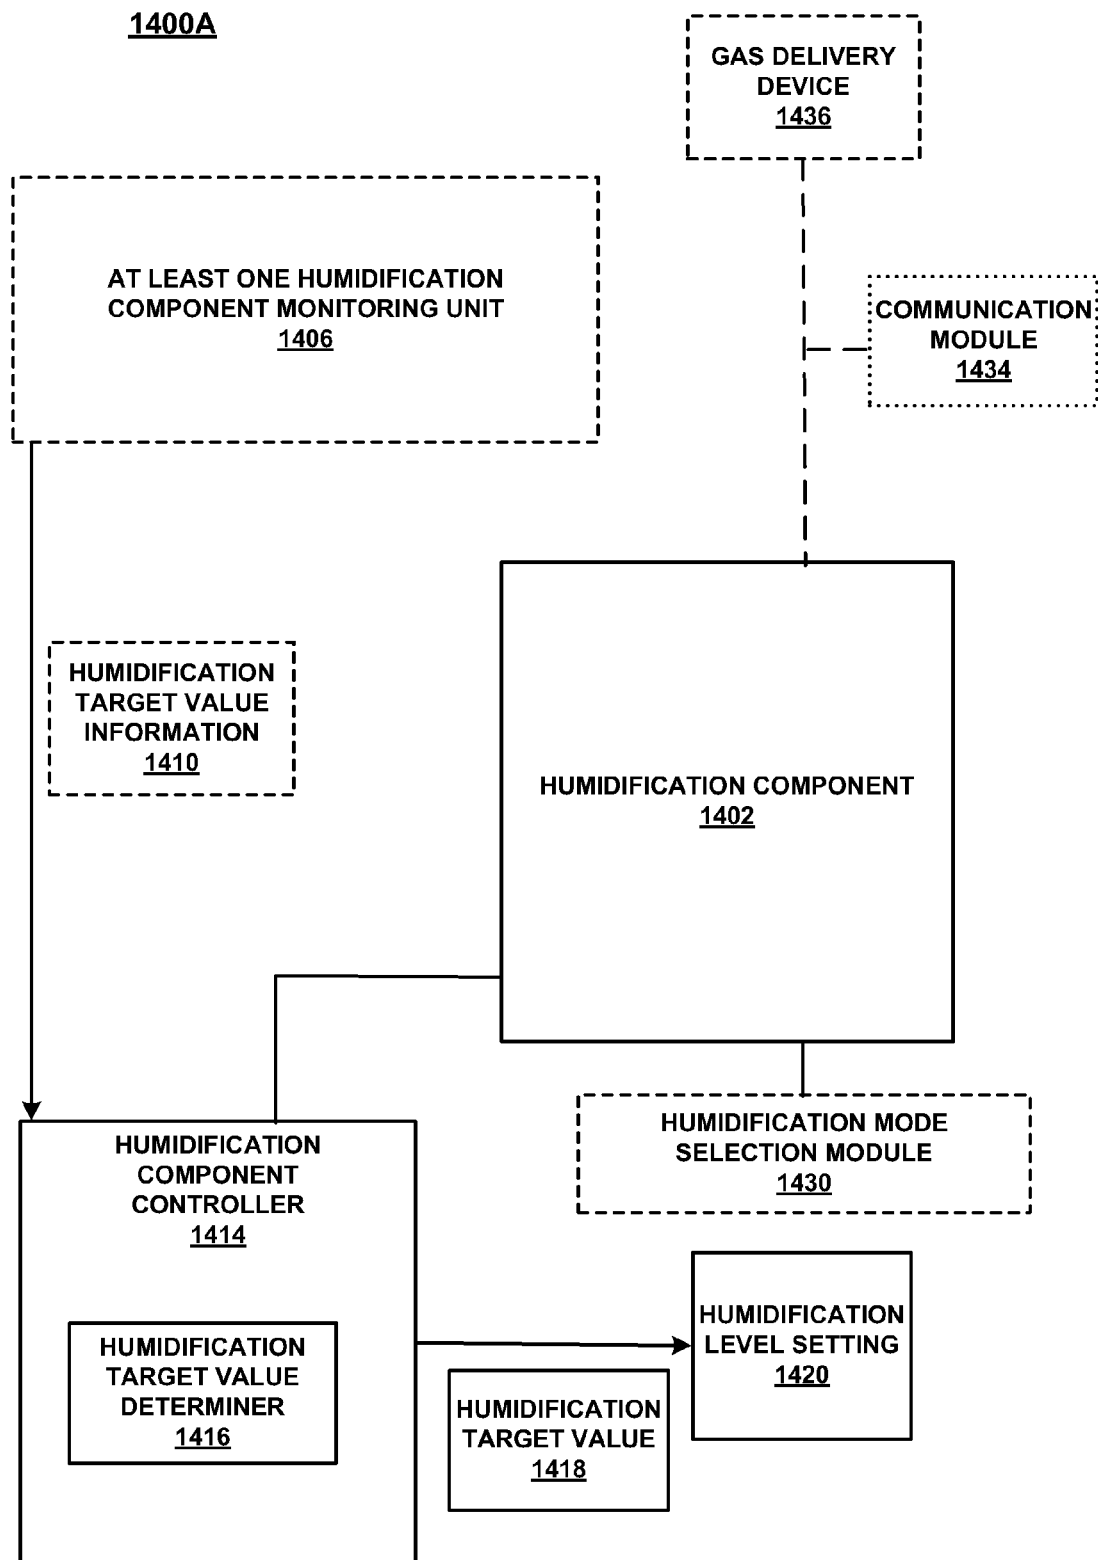 1400A
GAS DELIVERY
DEVICE
1436
AT LEAST ONE HUMIDIFICATION
COMPONENT MONITORING UNIT
1406
COMMUNICATION
MODULE
1434
HUMIDIFICATION
TARGET VALUE
INFORMATION
1410
HUMIDIFICATION COMPONENT
1402
HUMIDIFICATION MODE
SELECTION MODULE
1430
HUMIDIFICATION
COMPONENT
CONTROLLER
1414
HUMIDIFICATION
TARGET VALUE
DETERMINER
1416
HUMIDIFICATION
LEVEL SETTING
1420
HUMIDIFICATION
TARGET VALUE
1418